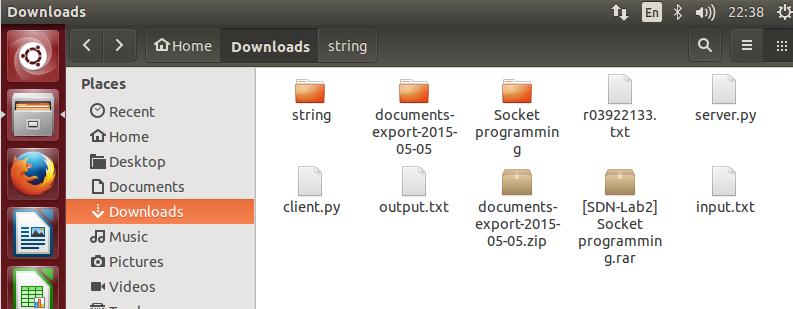 Downloads
En
22:38
Home
Downloads
string
Places
Recent
Home
Desktop
Documents
Downloads
Music
Pictures
Videos
string
documents-
export-2015-
05-05
Socket
programmin
g
r03922133.
txt
server.py
client.py
output.txt
documents-
export-2015-
05-05.zip
[SDN-Lab2]
Socket
programmin
g.rar
input.txt